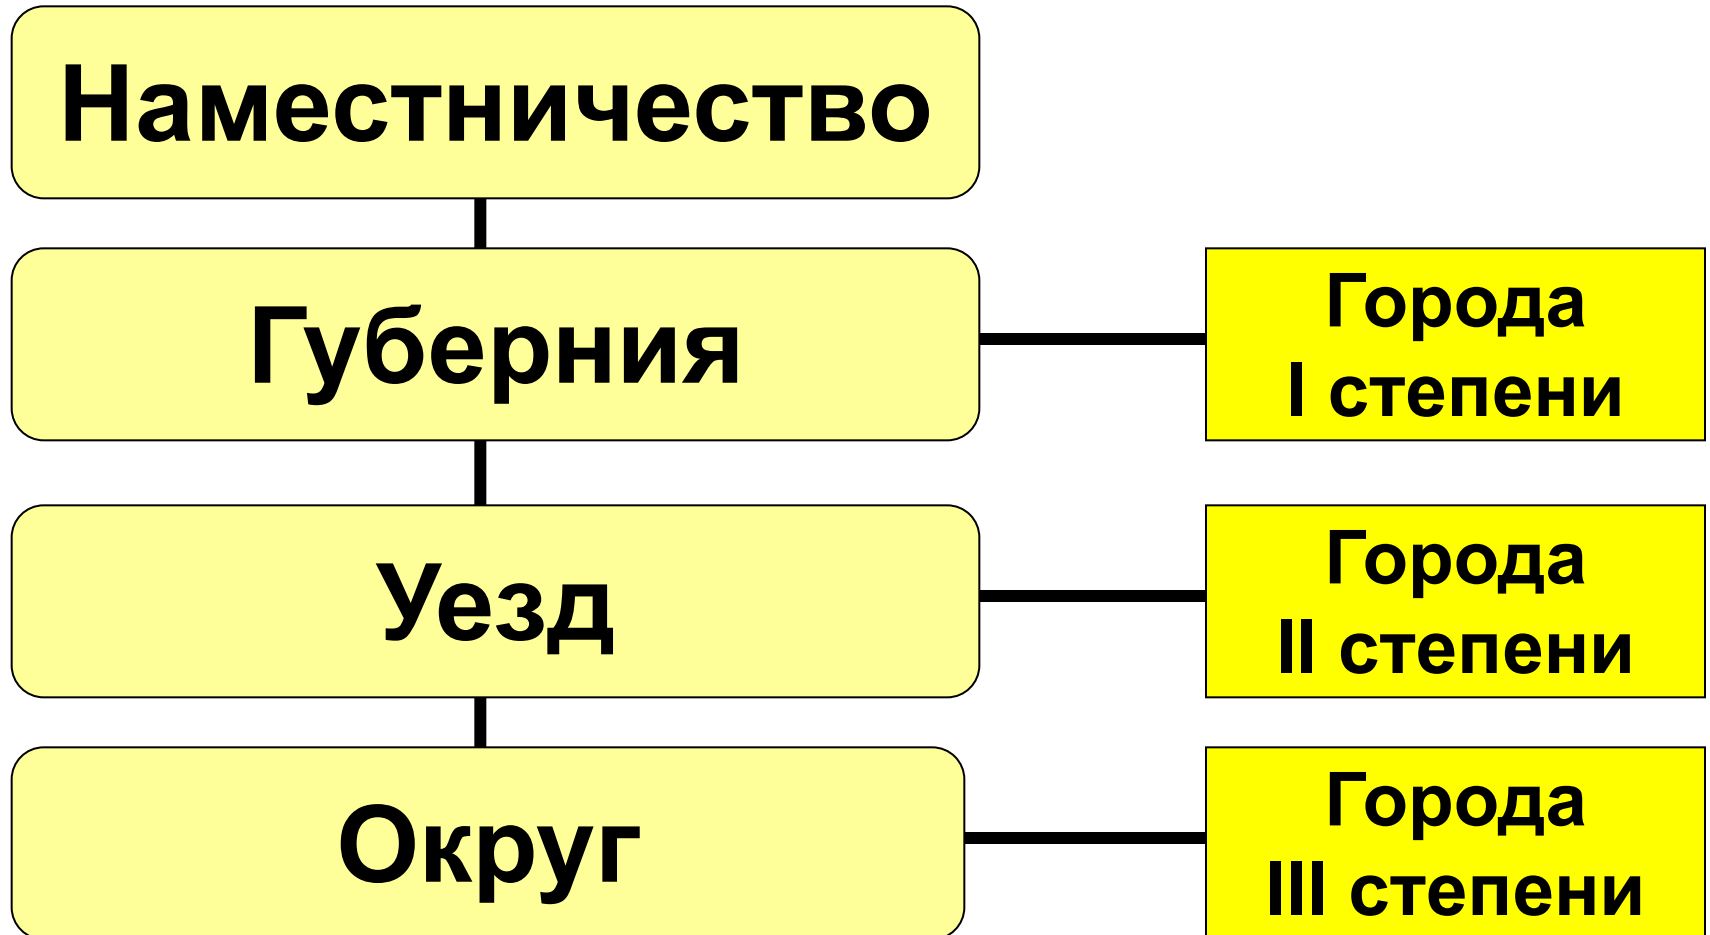 Наместничество
Губерния
Города
I степени
Уезд
Города
II степени
Округ
Города
III степени